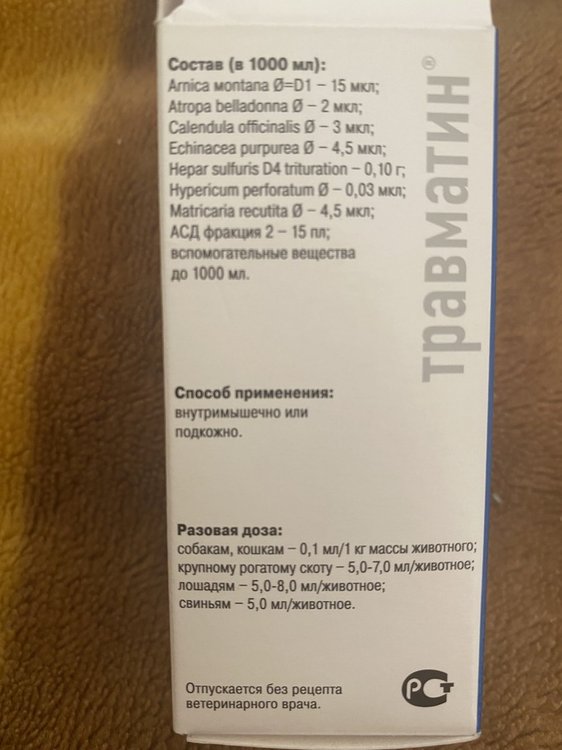 Состав (в 1000 мл):
Arnica мontana Ø=D1 – 15 мкл;
Atropa belladonna Ø – 2 мкл;
Calendula officinalis Ø – 3 мкл;
Echinacea purpurea Ø – 4,5 мкл;
Hepar sulfuris D4 trituration – 0,10 г;
Hypericum perforatum Ø – 0,03 мкл;
Matricaria recutita Ø – 4,5 мкл;
АСД фракция 2 – 15 пл;
вспомогательные вещества
до 1000 мл.
травматин®
Способ применения:
внутримышечно или
подкожно.
Разовая доза:
собакам, кошкам – 0,1 мл/1 кг массы животного;
крупному рогатому скоту – 5,0-7,0 мл/животное;
лошадям – 5,0-8,0 мл/животное;
свиньям – 5,0 мл/животное.
Отпускается без рецепта
ветеринарного врача.
РСТ